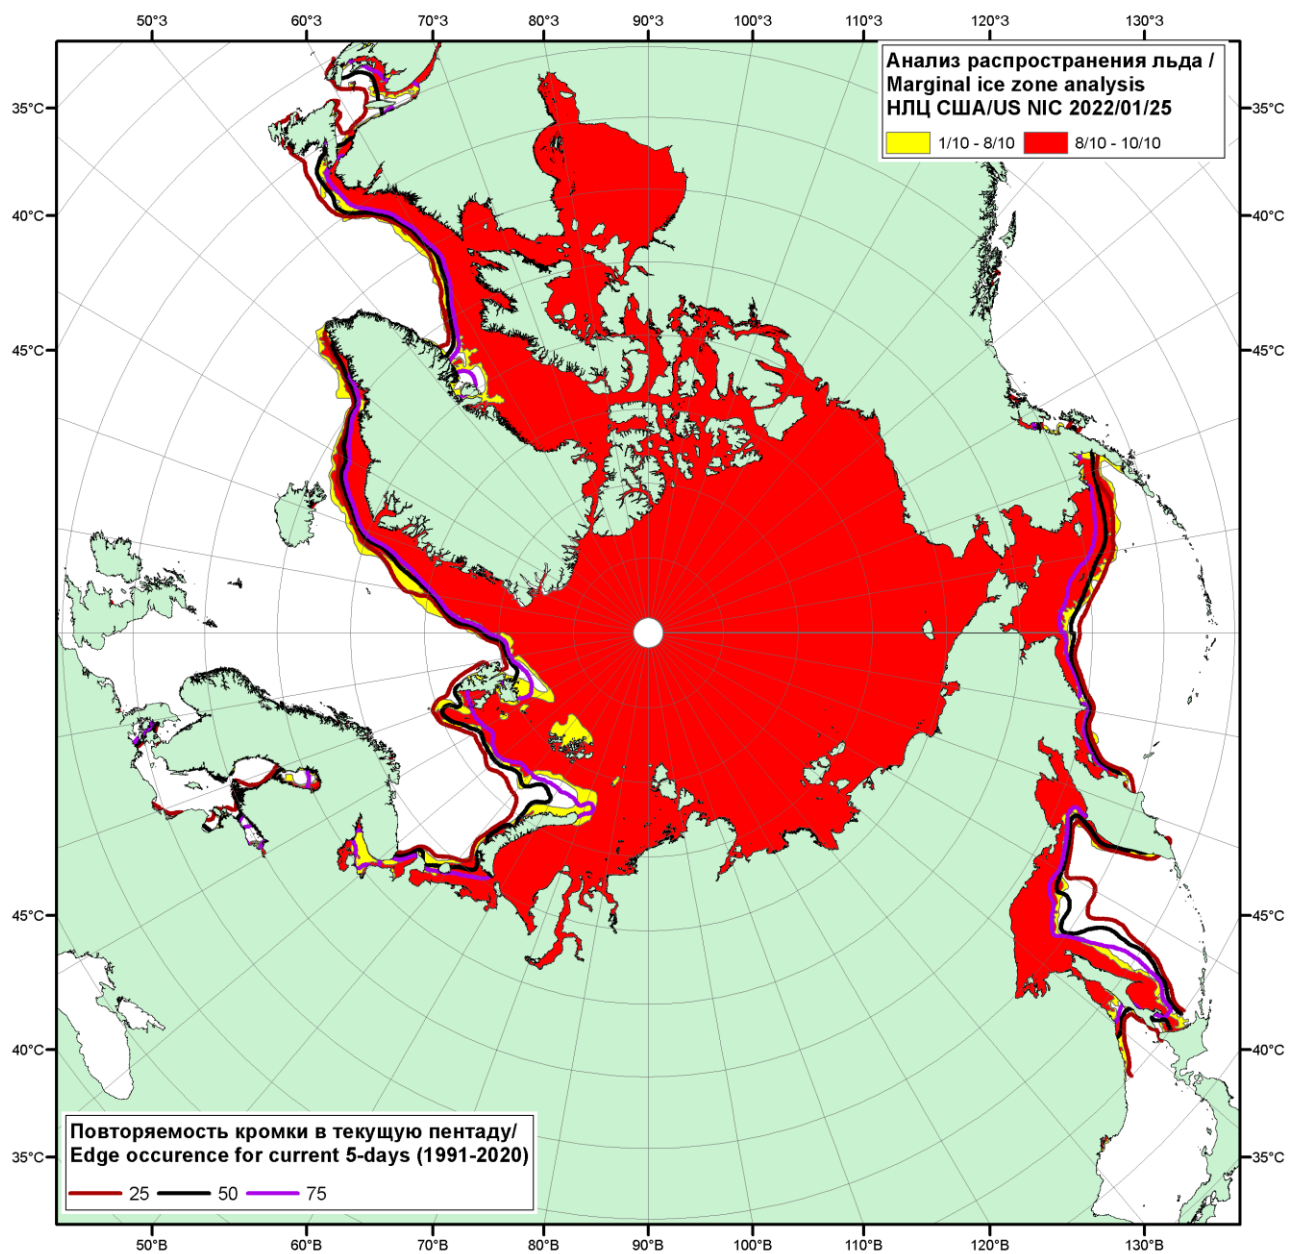 50°З 60°З 70°З 80°З 90°З 100°З 110°З 120°З 130°З
Анализ распространения льда /
Marginal ice zone analysis
НЛЦ США/US NIC 2022/01/25
1/10 - 8/10 8/10 - 10/10
35°С 35°С
40°С 40°С
45°С 45°С
45°С 45°С
40°С 40°С
Повторяемость кромки в текущую пентаду/
Edge occurence for current 5-days (1991-2020)
25 50 75
35°С 35°С
50°В 60°В 70°В 80°В 90°В 100°В 110°В 120°В 130°В